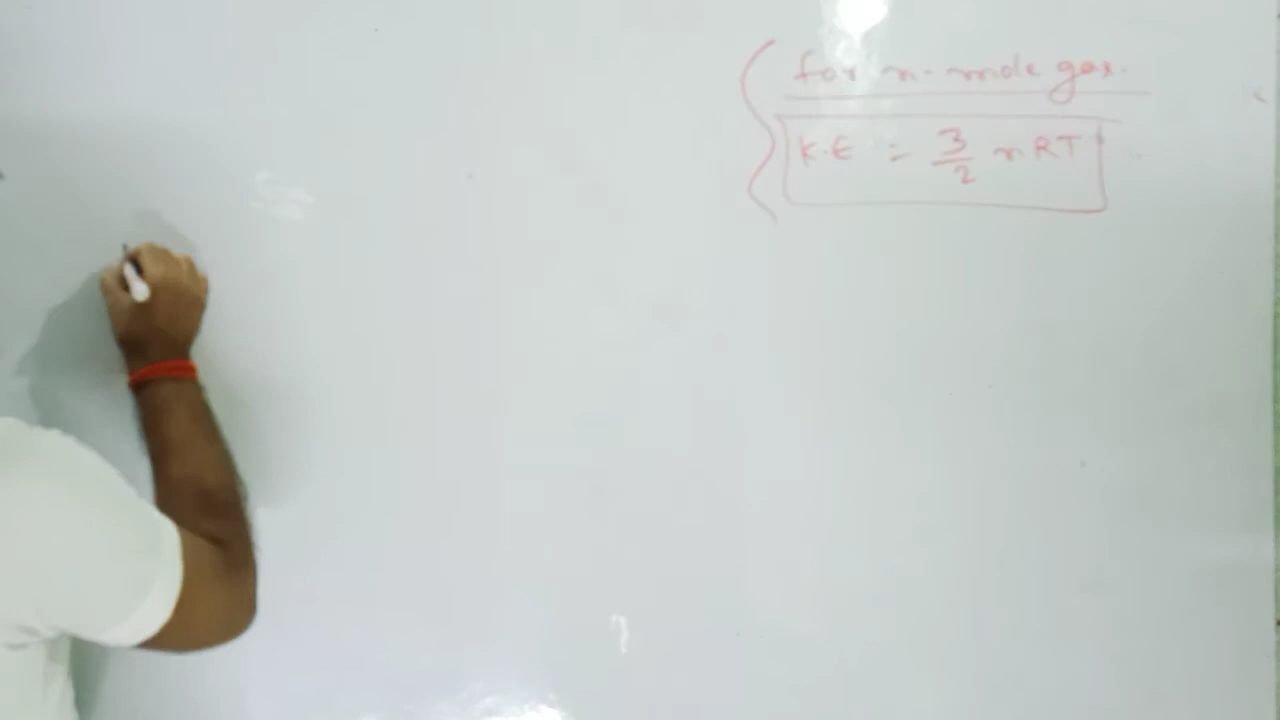 for n-mole gas.
K.E = 3/2 nRT